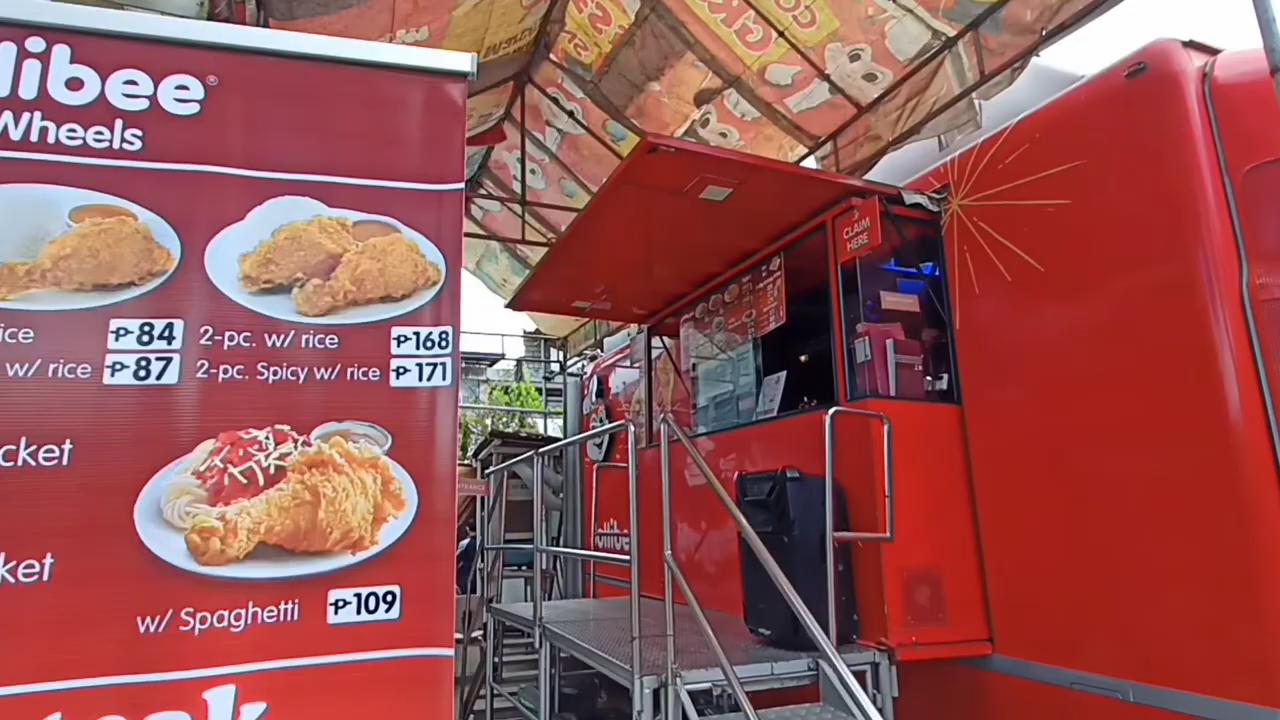 llibee®
Wheels
ice ₱84
w/ rice ₱87
2-pc. w/ rice ₱168
2-pc. Spicy w/ rice ₱171
cket
ket
w/ Spaghetti ₱109
CLAIM
HERE